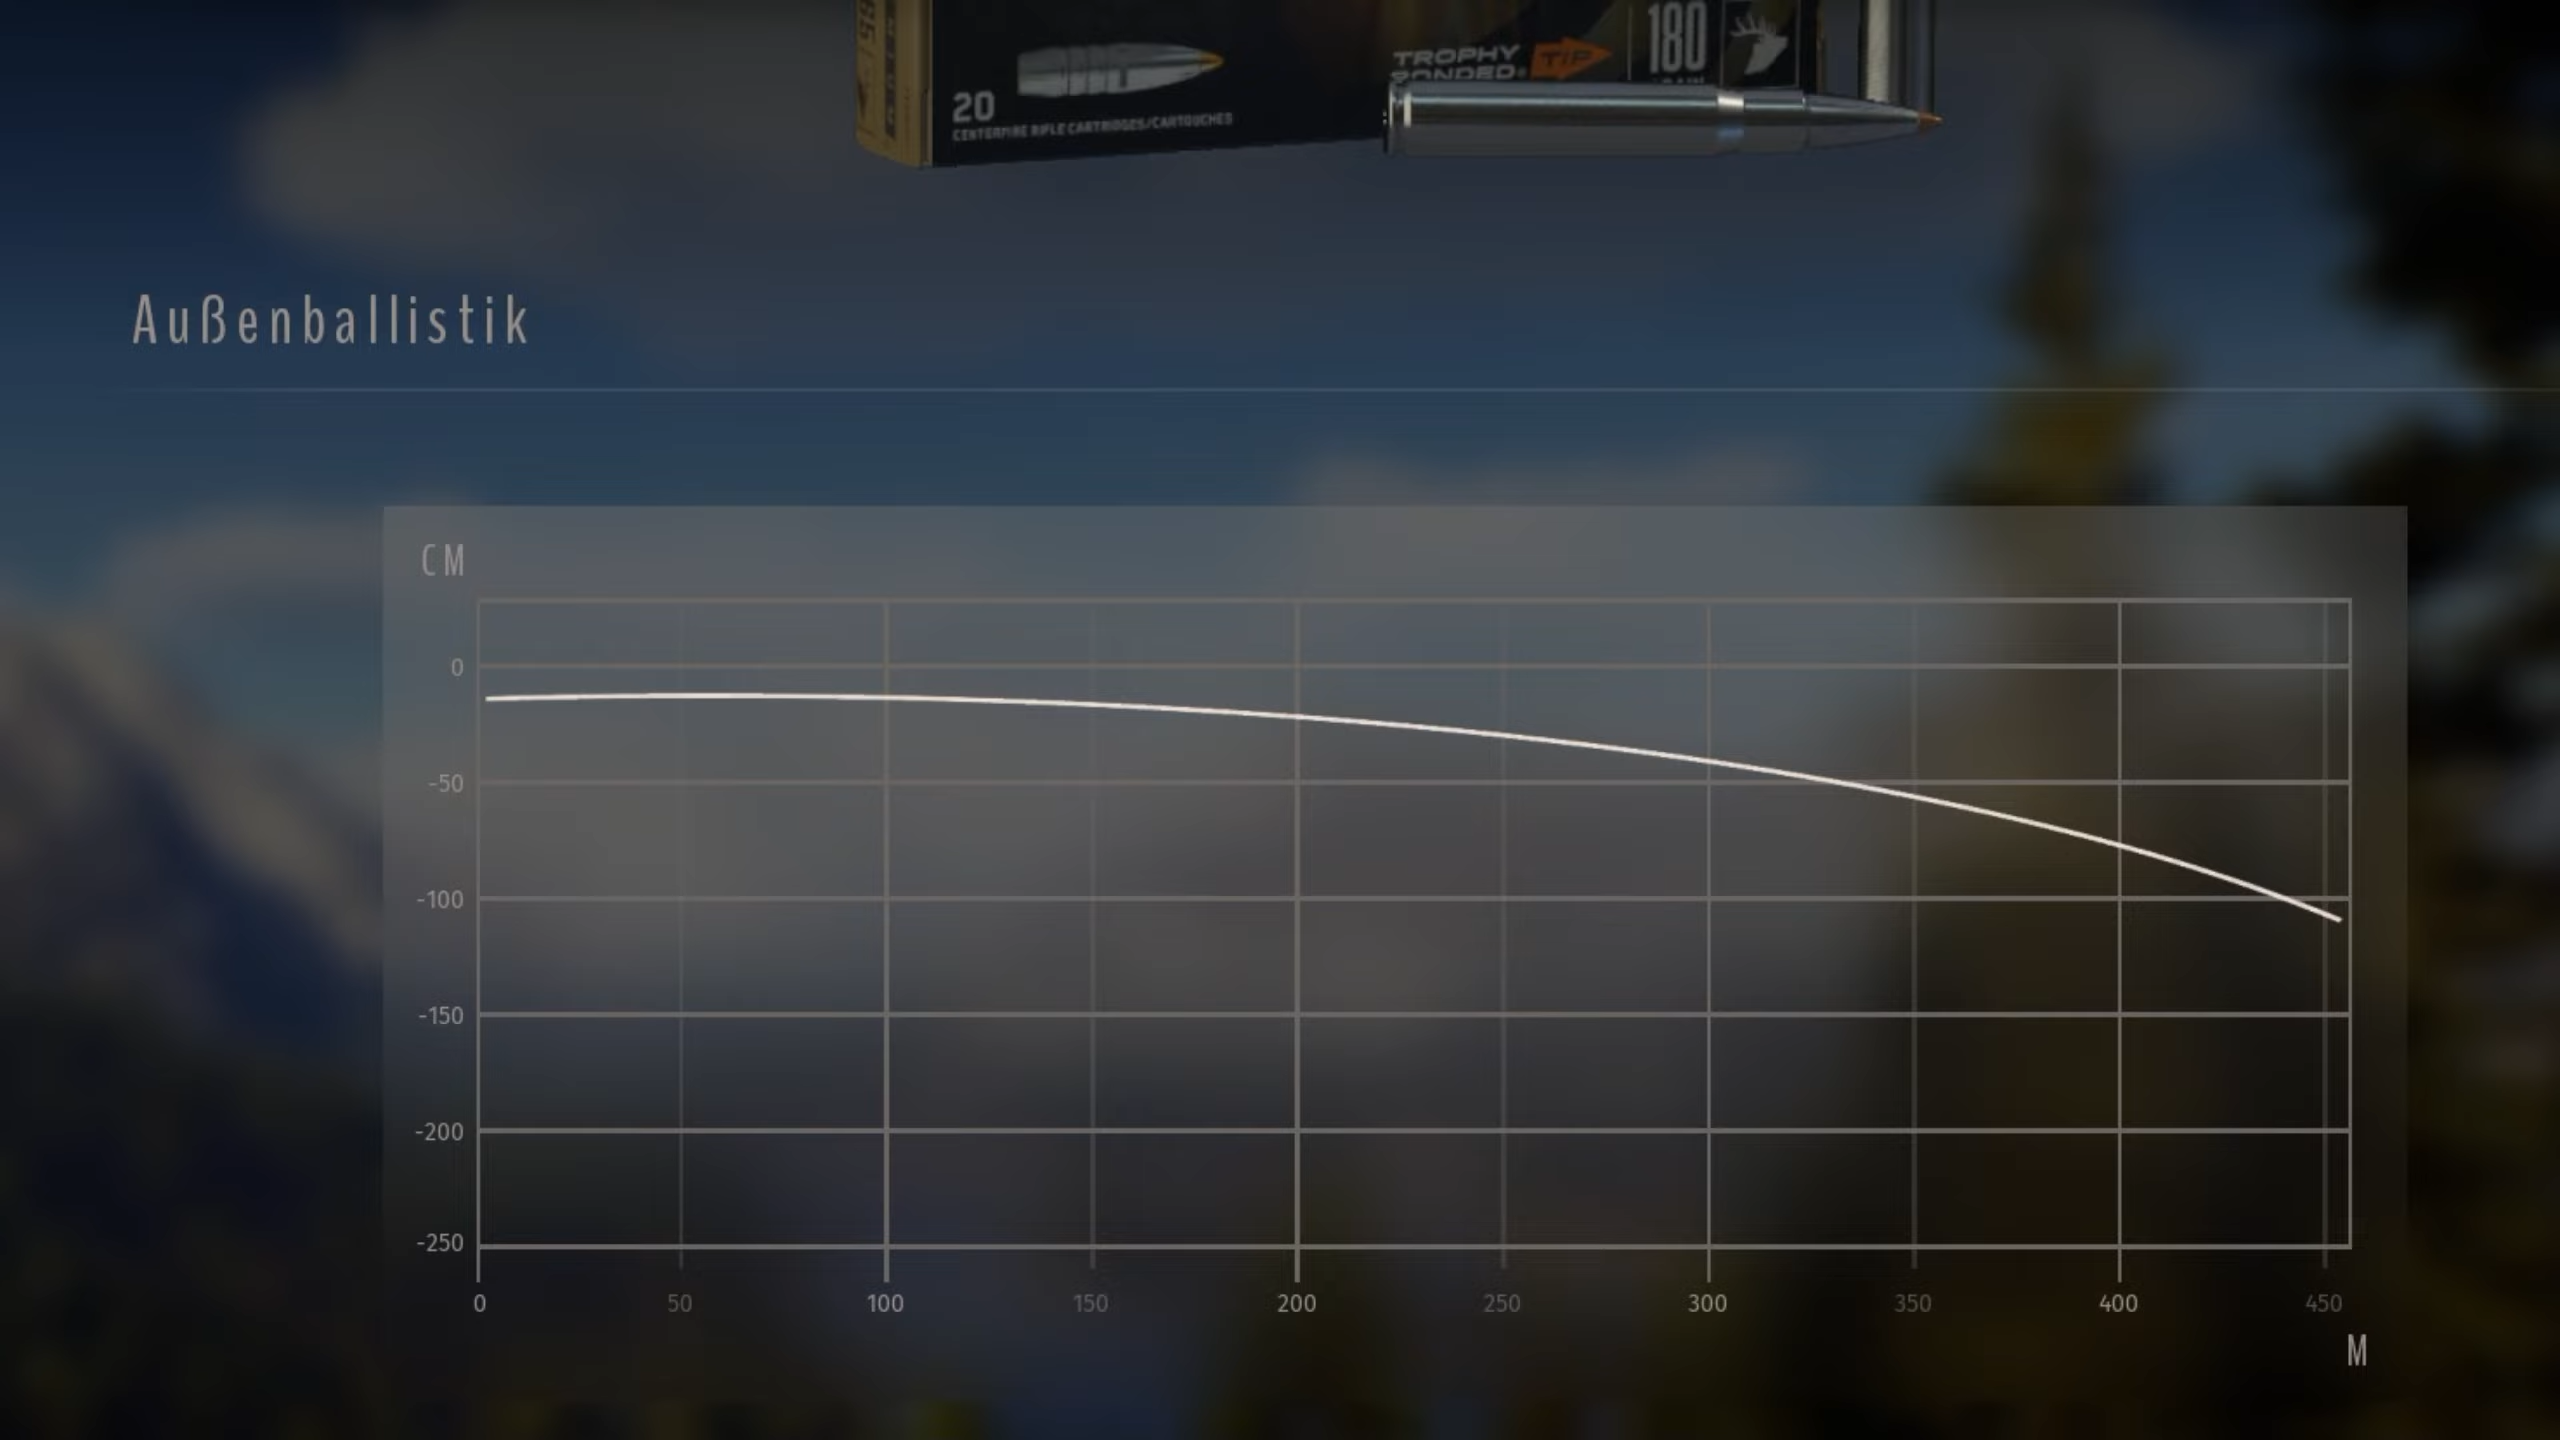 TROPHY
BONDED® TIP
180
20
CENTERFIRE RIFLE CARTRIDGES/CARTOUCHES
Außenballistik
CM
0
-50
-100
-150
-200
-250
0 50 100 150 200 250 300 350 400 450
M